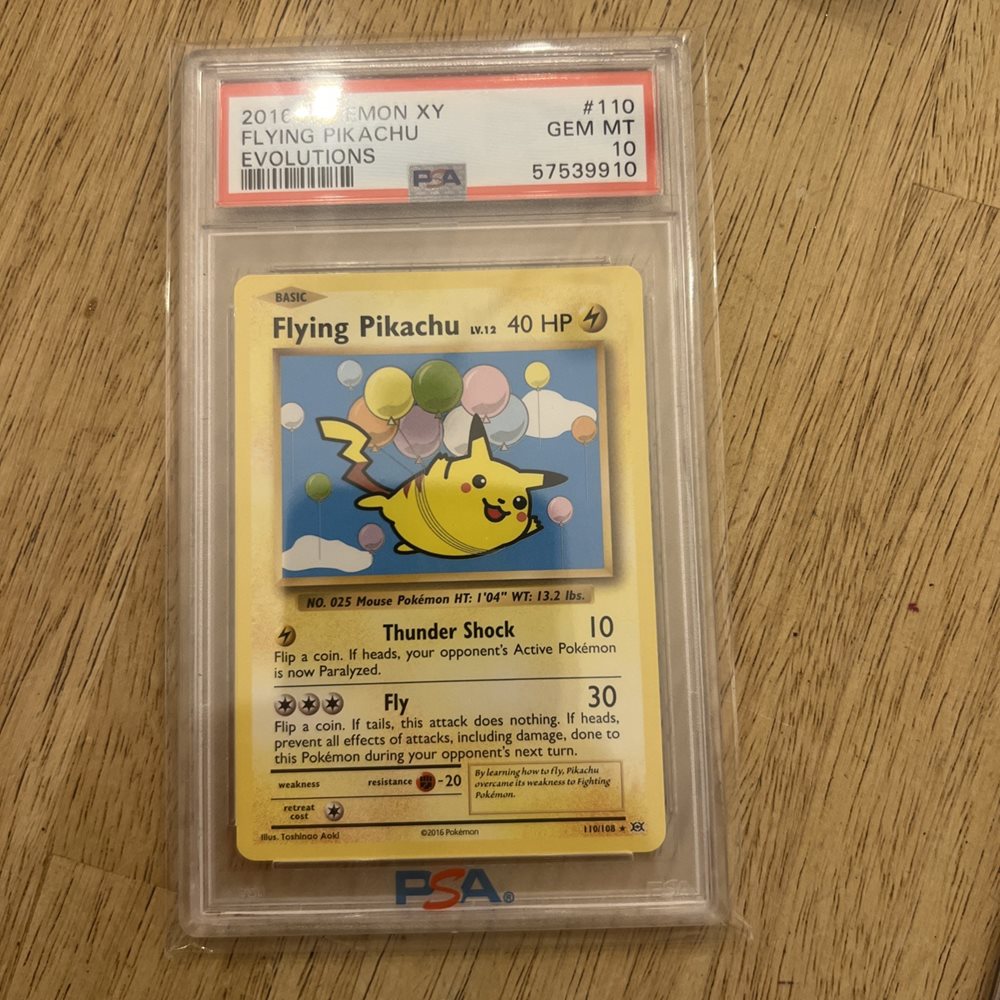 2016 EMON XY #110
FLYING PIKACHU GEM MT
EVOLUTIONS 10
PSA 57539910
BASIC
Flying Pikachu LV.12 40 HP
NO. 025 Mouse Pokémon HT: 1'04" WT: 13.2 lbs.
Thunder Shock 10
Flip a coin. If heads, your opponent's Active Pokémon
is now Paralyzed.
Fly 30
Flip a coin. If tails, this attack does nothing. If heads,
prevent all effects of attacks, including damage, done to
this Pokémon during your opponent's next turn.
weakness resistance -20
By learning how to fly, Pikachu
overcame its weakness to Fighting
Pokémon.
retreat
cost
Illus. Toshinao Aoki ©2016 Pokémon 110/108 ★
PSA®